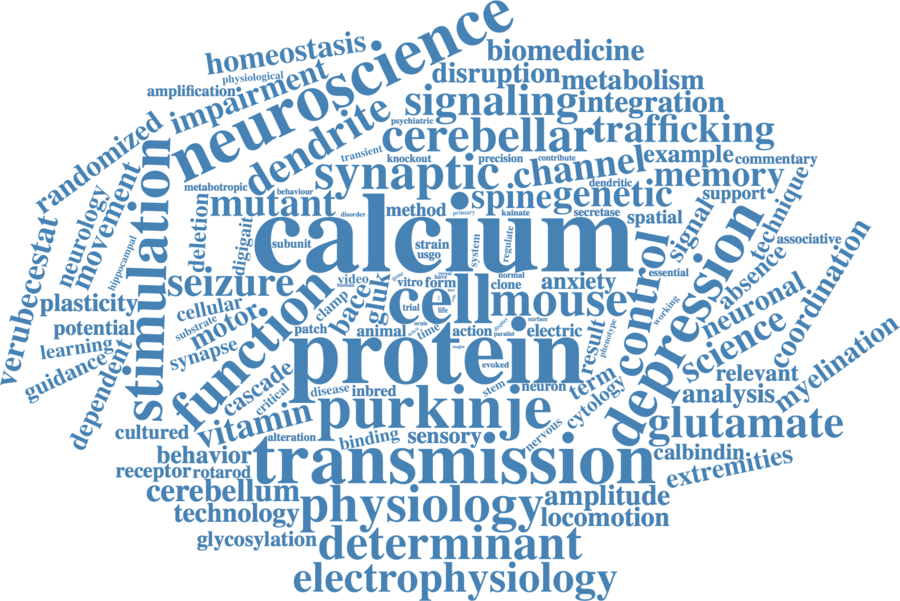 neuroscience
homeostasis
biomedicine
physiological
disruption
metabolism
amplification
impairment
signaling
integration
dendrite
psychiatric
cerebellar
trafficking
randomized
transient
knockout
precision
contribute
channel
example
commentary
synaptic
memory
metabotropic
behaviour
dendritic
technique
movement
neurology
stimulation
deletion
mutant
disorder
method
primary
spine
genetic
kainate
secretase
support
spatial
signal
calcium
digigait
hippocampal
subunit
strain
usgo
system
regulate
associative
verubecestat
seizure
video
vitro
form
normal
clone
anxiety
essential
control
depression
absence
coordination
plasticity
cellular
substrate
motor
function
clamp
bace
gluk
cell
trial
life
mouse
working
neuronal
potential
learning
synapse
patch
animal
time
action
display
parallel
surface
electric
result
phenotype
science
guidance
dependent
protein
major
evoked
cascade
critical
disease
inbred
stem
neuron
term
cytology
relevant
analysis
myelination
vitamin
purkinje
nervous
glutamate
cultured
alteration
binding
sensory
behavior
transmission
calbindin
extremities
receptor
rotarod
cerebellum
physiology
amplitude
technology
locomotion
glycosylation
determinant
electrophysiology